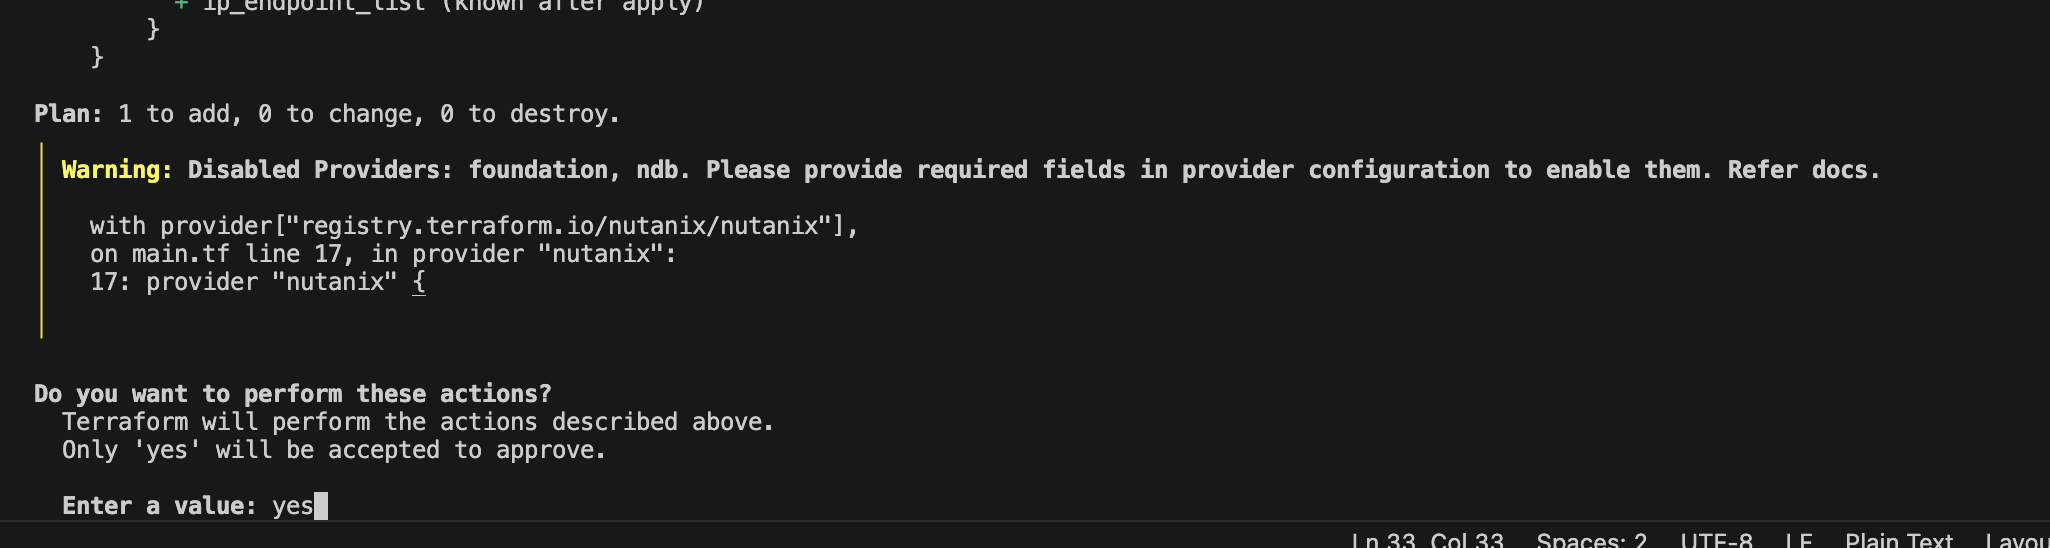 + ip_endpoint_list (known after apply)
}
}
Plan: 1 to add, 0 to change, 0 to destroy.
Warning: Disabled Providers: foundation, ndb. Please provide required fields in provider configuration to enable them. Refer docs.
with provider["registry.terraform.io/nutanix/nutanix"],
on main.tf line 17, in provider "nutanix":
17: provider "nutanix" {
Do you want to perform these actions?
Terraform will perform the actions described above.
Only 'yes' will be accepted to approve.
Enter a value: yes
Ln 33, Col 33 Spaces: 2 UTF-8 LF Plain Text Layou